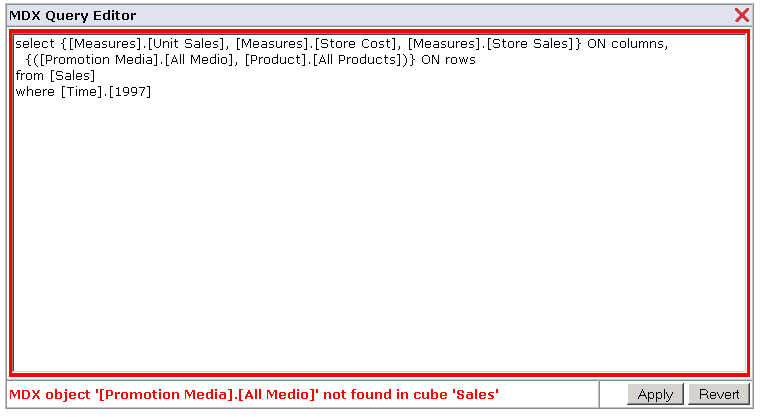 MDX Query Editor
select {[Measures].[Unit Sales], [Measures].[Store Cost], [Measures].[Store Sales]} ON columns,
{([Promotion Media].[All Medio], [Product].[All Products])} ON rows
from [Sales]
where [Time].[1997]
MDX object '[Promotion Media].[All Medio]' not found in cube 'Sales'
Apply
Revert